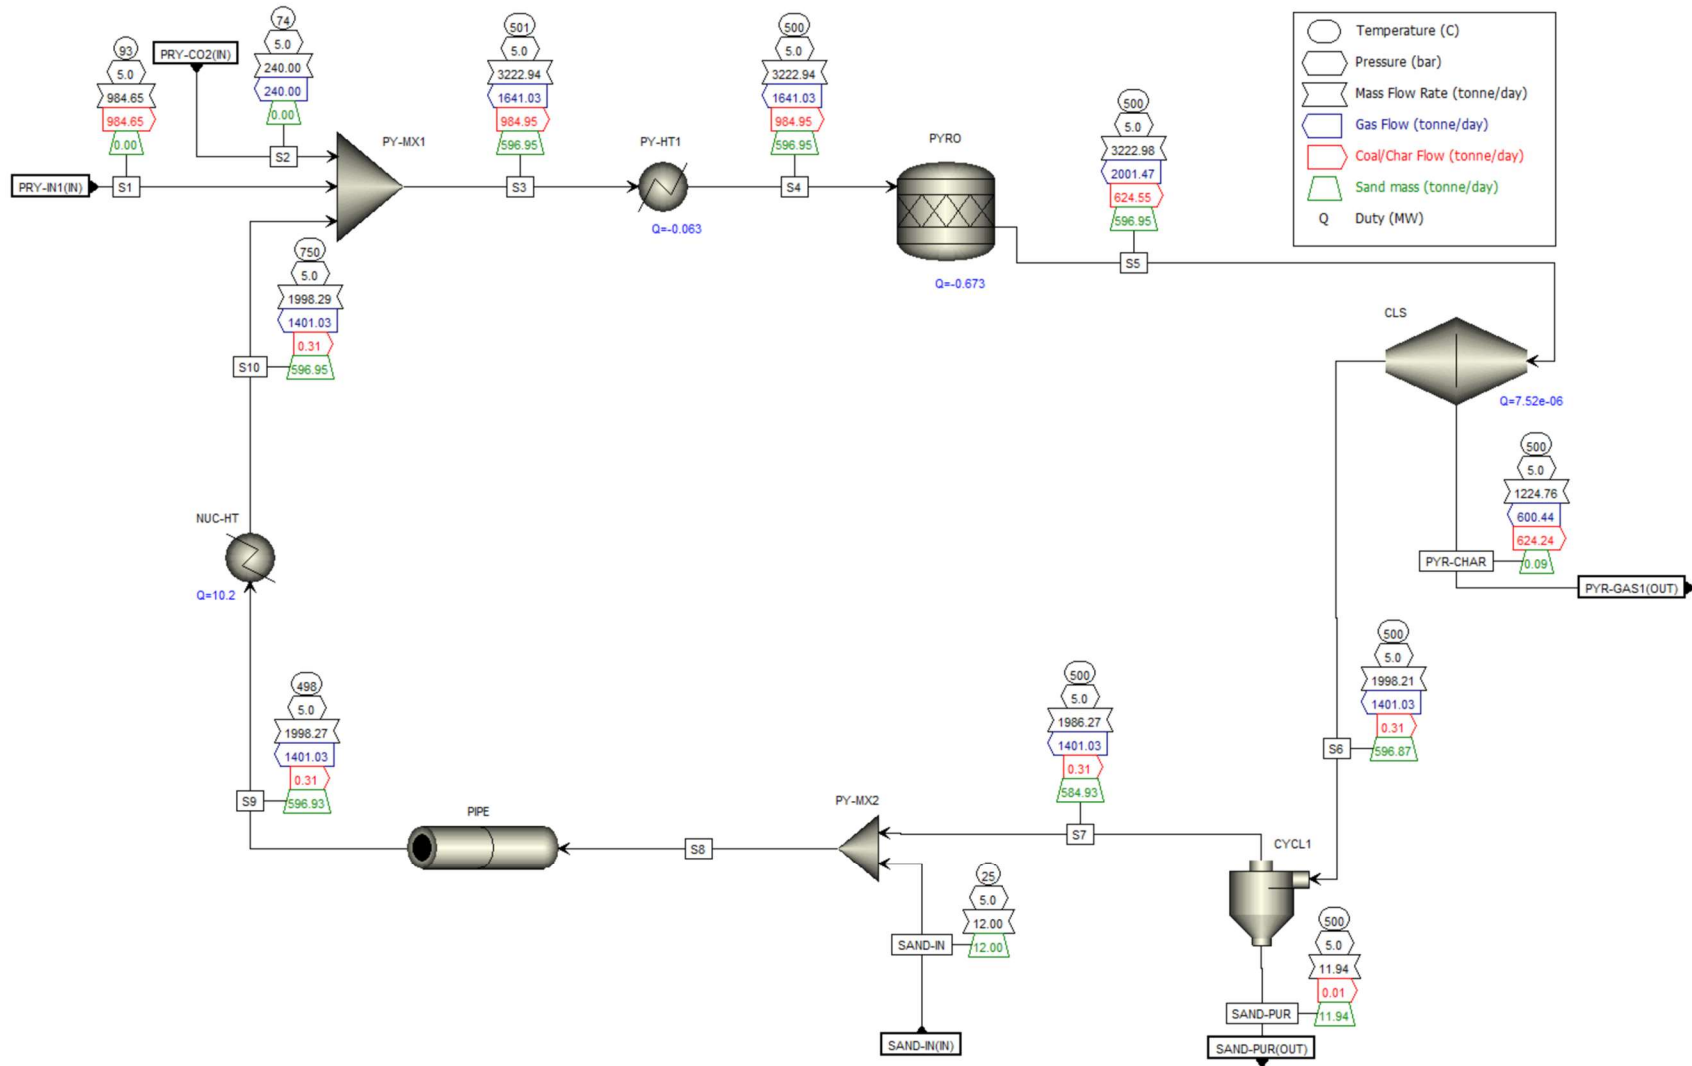 93
5.0
984.65
984.65
0.00
PRY-CO2(IN)
74
5.0
240.00
240.00
0.00
S2
PRY-IN1(IN)
S1
PY-MX1
501
5.0
3222.94
1641.03
984.95
596.95
S3
PY-HT1
Q=-0.063
500
5.0
3222.94
1641.03
984.95
596.95
S4
PYRO
Q=-0.673
500
5.0
3222.98
2001.47
624.55
596.95
S5
Temperature (C)
Pressure (bar)
Mass Flow Rate (tonne/day)
Gas Flow (tonne/day)
Coal/Char Flow (tonne/day)
Sand mass (tonne/day)
Q Duty (MW)
750
5.0
1998.29
1401.03
0.31
596.95
S10
CLS
Q=7.52e-06
500
5.0
1224.76
600.44
624.24
0.09
PYR-CHAR
PYR-GAS1(OUT)
NUC-HT
Q=10.2
500
5.0
1998.21
1401.03
0.31
596.87
S6
498
5.0
1998.27
1401.03
0.31
596.93
S9
PIPE
S8
PY-MX2
500
5.0
1986.27
1401.03
0.31
584.93
S7
CYCL1
25
5.0
12.00
12.00
SAND-IN
SAND-IN(IN)
500
5.0
11.94
0.01
11.94
SAND-PUR
SAND-PUR(OUT)